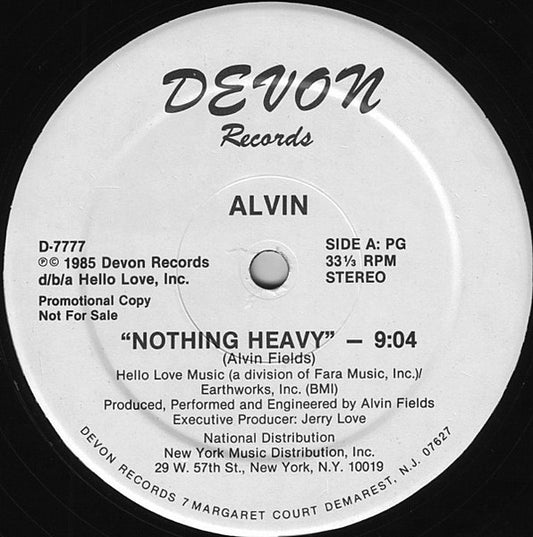 DEVON
Records
ALVIN
D-7777
℗© 1985 Devon Records
d/b/a Hello Love, Inc.
Promotional Copy
Not For Sale
SIDE A: PG
33⅓ RPM
STEREO
“NOTHING HEAVY” — 9:04
(Alvin Fields)
Hello Love Music (a division of Fara Music, Inc.)/
Earthworks, Inc. (BMI)
Produced, Performed and Engineered by Alvin Fields
Executive Producer: Jerry Love
National Distribution
New York Music Distribution, Inc.
29 W. 57th St., New York, N.Y. 10019
DEVON RECORDS 7 MARGARET COURT DEMAREST, N.J. 07627